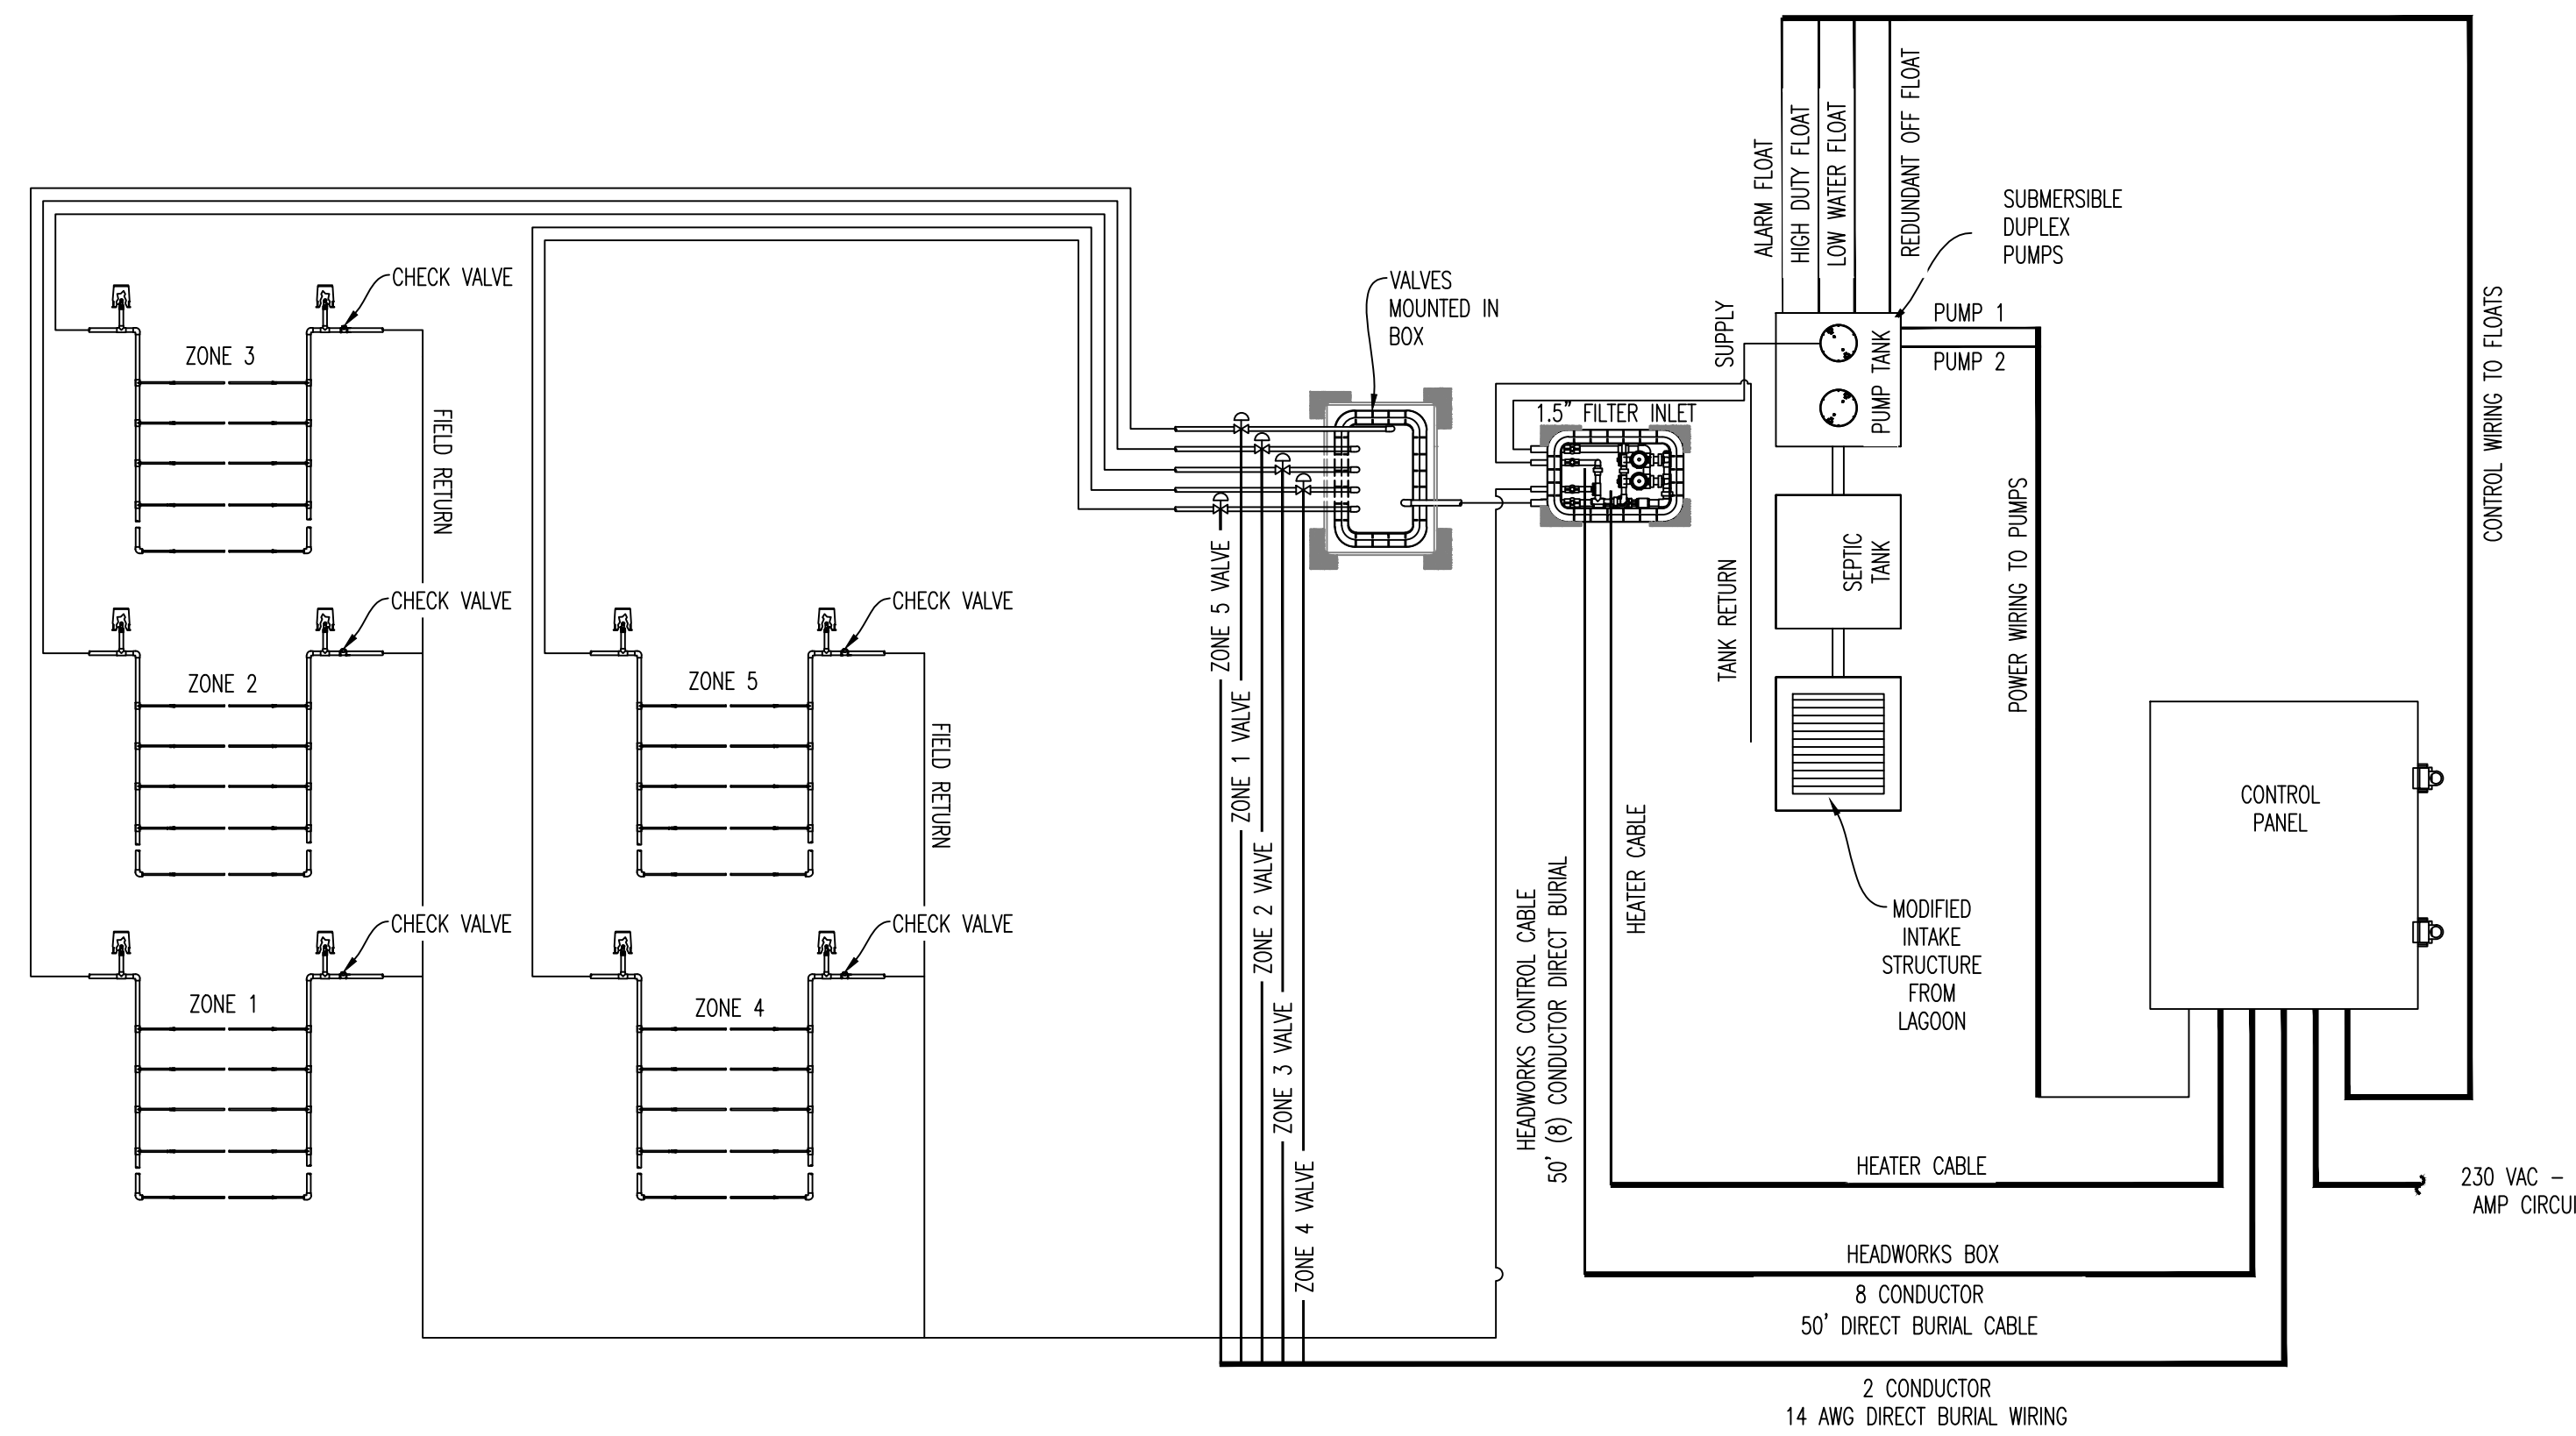 ALARM FLOAT
HIGH DUTY FLOAT
LOW WATER FLOAT
REDUNDANT OFF FLOAT
SUBMERSIBLE
DUPLEX
PUMPS
CHECK VALVE
ZONE 3
FIELD RETURN
VALVES
MOUNTED IN
BOX
SUPPLY
PUMP 1
PUMP 2
PUMP TANK
1.5" FILTER INLET
CONTROL WIRING TO FLOATS
POWER WIRING TO PUMPS
SEPTIC
TANK
TANK RETURN
CHECK VALVE
ZONE 2
CHECK VALVE
ZONE 5
FIELD RETURN
ZONE 5 VALVE
ZONE 1 VALVE
ZONE 2 VALVE
ZONE 3 VALVE
ZONE 4 VALVE
CONTROL
PANEL
HEADWORKS CONTROL CABLE
50' (8) CONDUCTOR DIRECT BURIAL
HEATER CABLE
MODIFIED
INTAKE
STRUCTURE
FROM
LAGOON
CHECK VALVE
ZONE 1
CHECK VALVE
ZONE 4
HEATER CABLE
230 VAC –
AMP CIRCUI
HEADWORKS BOX
8 CONDUCTOR
50' DIRECT BURIAL CABLE
2 CONDUCTOR
14 AWG DIRECT BURIAL WIRING